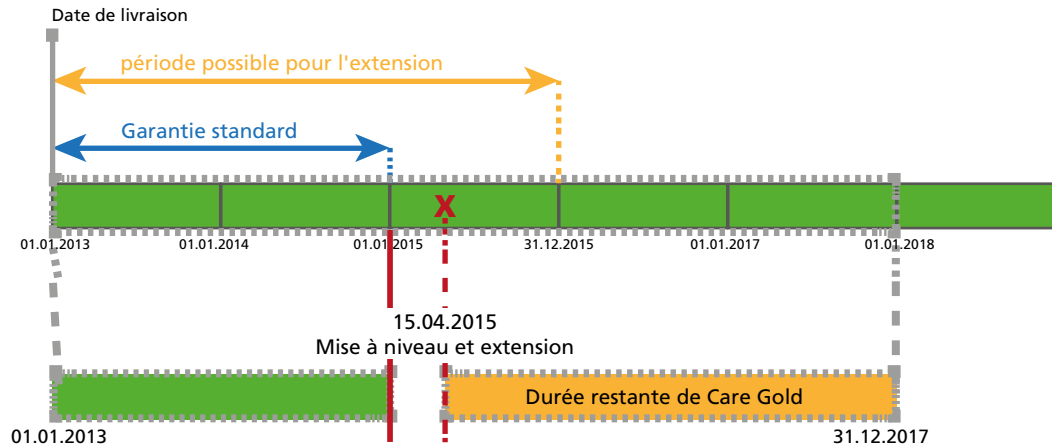 Date de livraison
période possible pour l'extension
Garantie standard
X
01.01.2013
01.01.2014
01.01.2015
31.12.2015
01.01.2017
01.01.2018
15.04.2015
Mise à niveau et extension
Durée restante de Care Gold
01.01.2013
31.12.2017